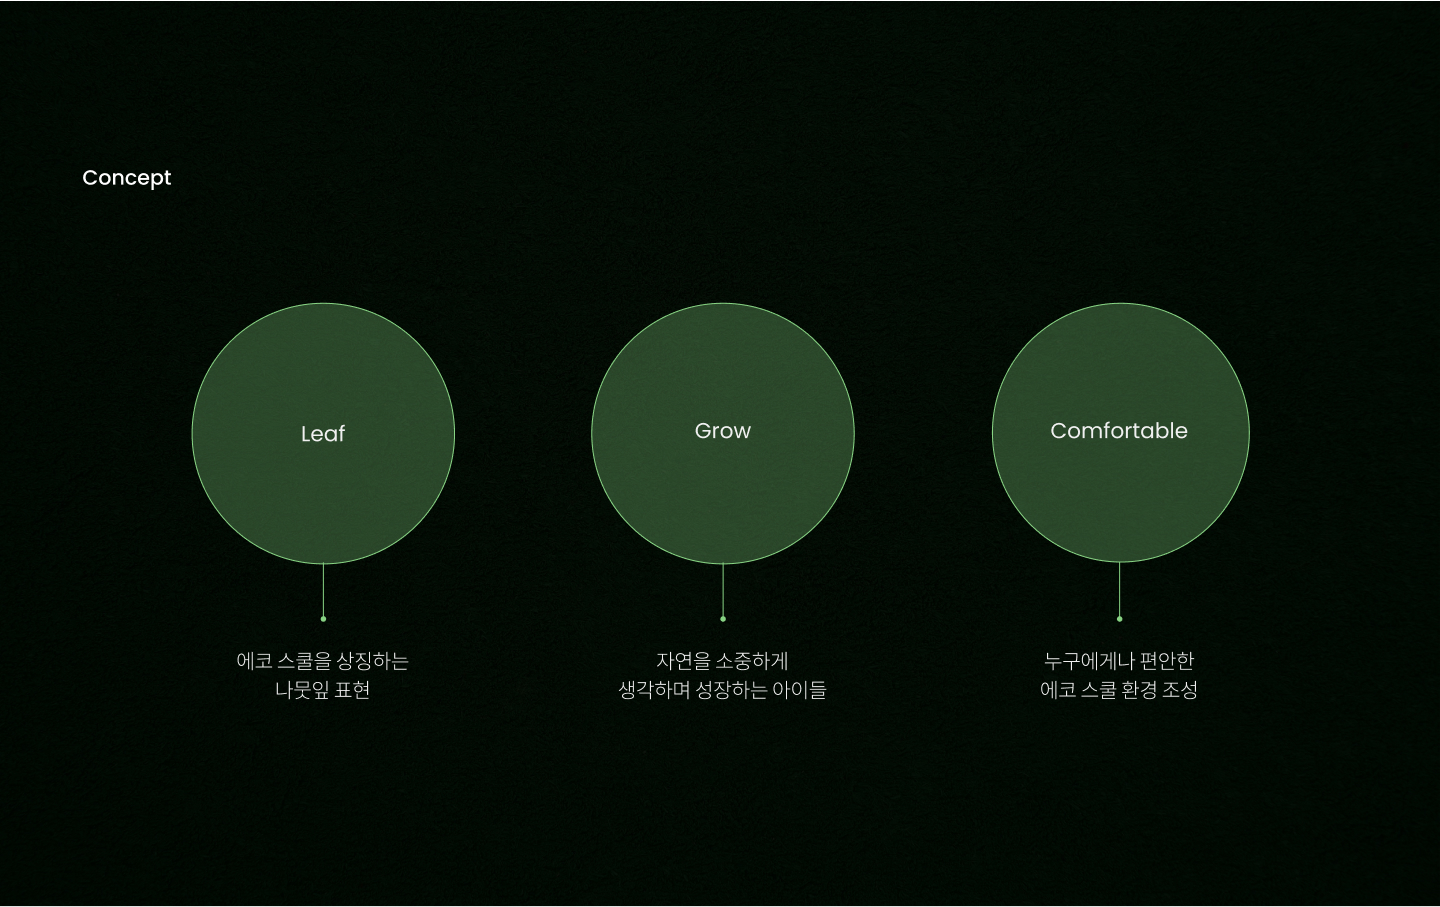 Concept
Leaf
Grow
Comfortable
에코 스쿨을 상징하는
나뭇잎 표현
자연을 소중하게
생각하며 성장하는 아이들
누구에게나 편안한
에코 스쿨 환경 조성